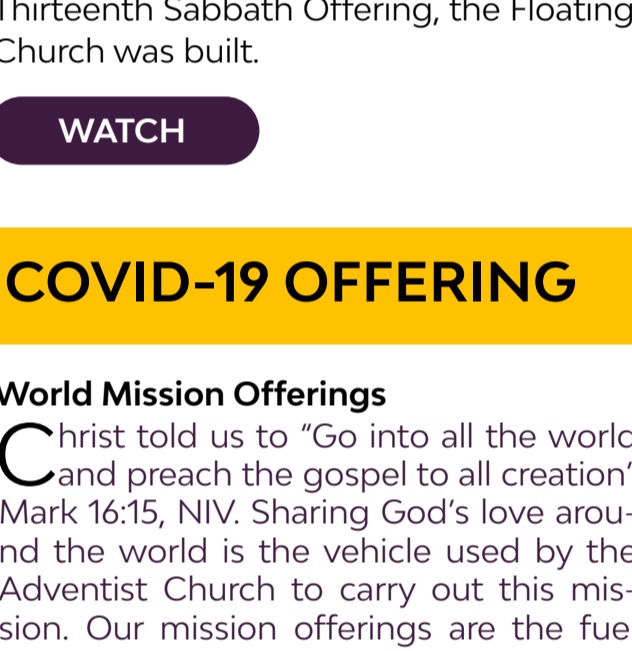 Thirteenth Sabbath Offering, the Floating
Church was built.
WATCH
COVID-19 OFFERING
World Mission Offerings
Christ told us to “Go into all the world
and preach the gospel to all creation”
Mark 16:15, NIV. Sharing God’s love arou-
nd the world is the vehicle used by the
Adventist Church to carry out this mis-
sion. Our mission offerings are the fue